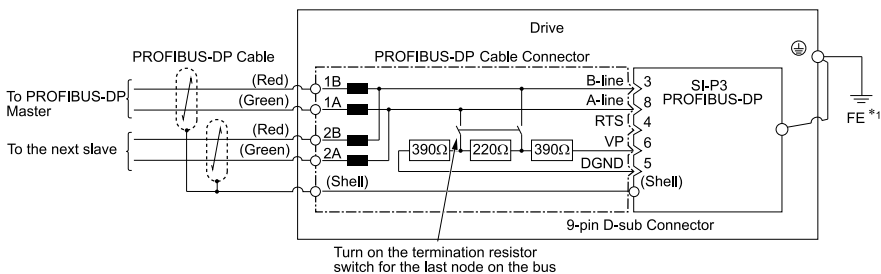 Drive
PROFIBUS-DP Cable
PROFIBUS-DP Cable Connector
(Red)
1B
B-line
3
SI-P3
PROFIBUS-DP
To PROFIBUS-DP
Master
(Green)
1A
A-line
8
RTS
4
FE *1
(Red)
2B
VP
6
To the next slave
(Green)
2A
390Ω
220Ω
390Ω
DGND
5
(Shell)
(Shell)
9-pin D-sub Connector
Turn on the termination resistor
switch for the last node on the bus